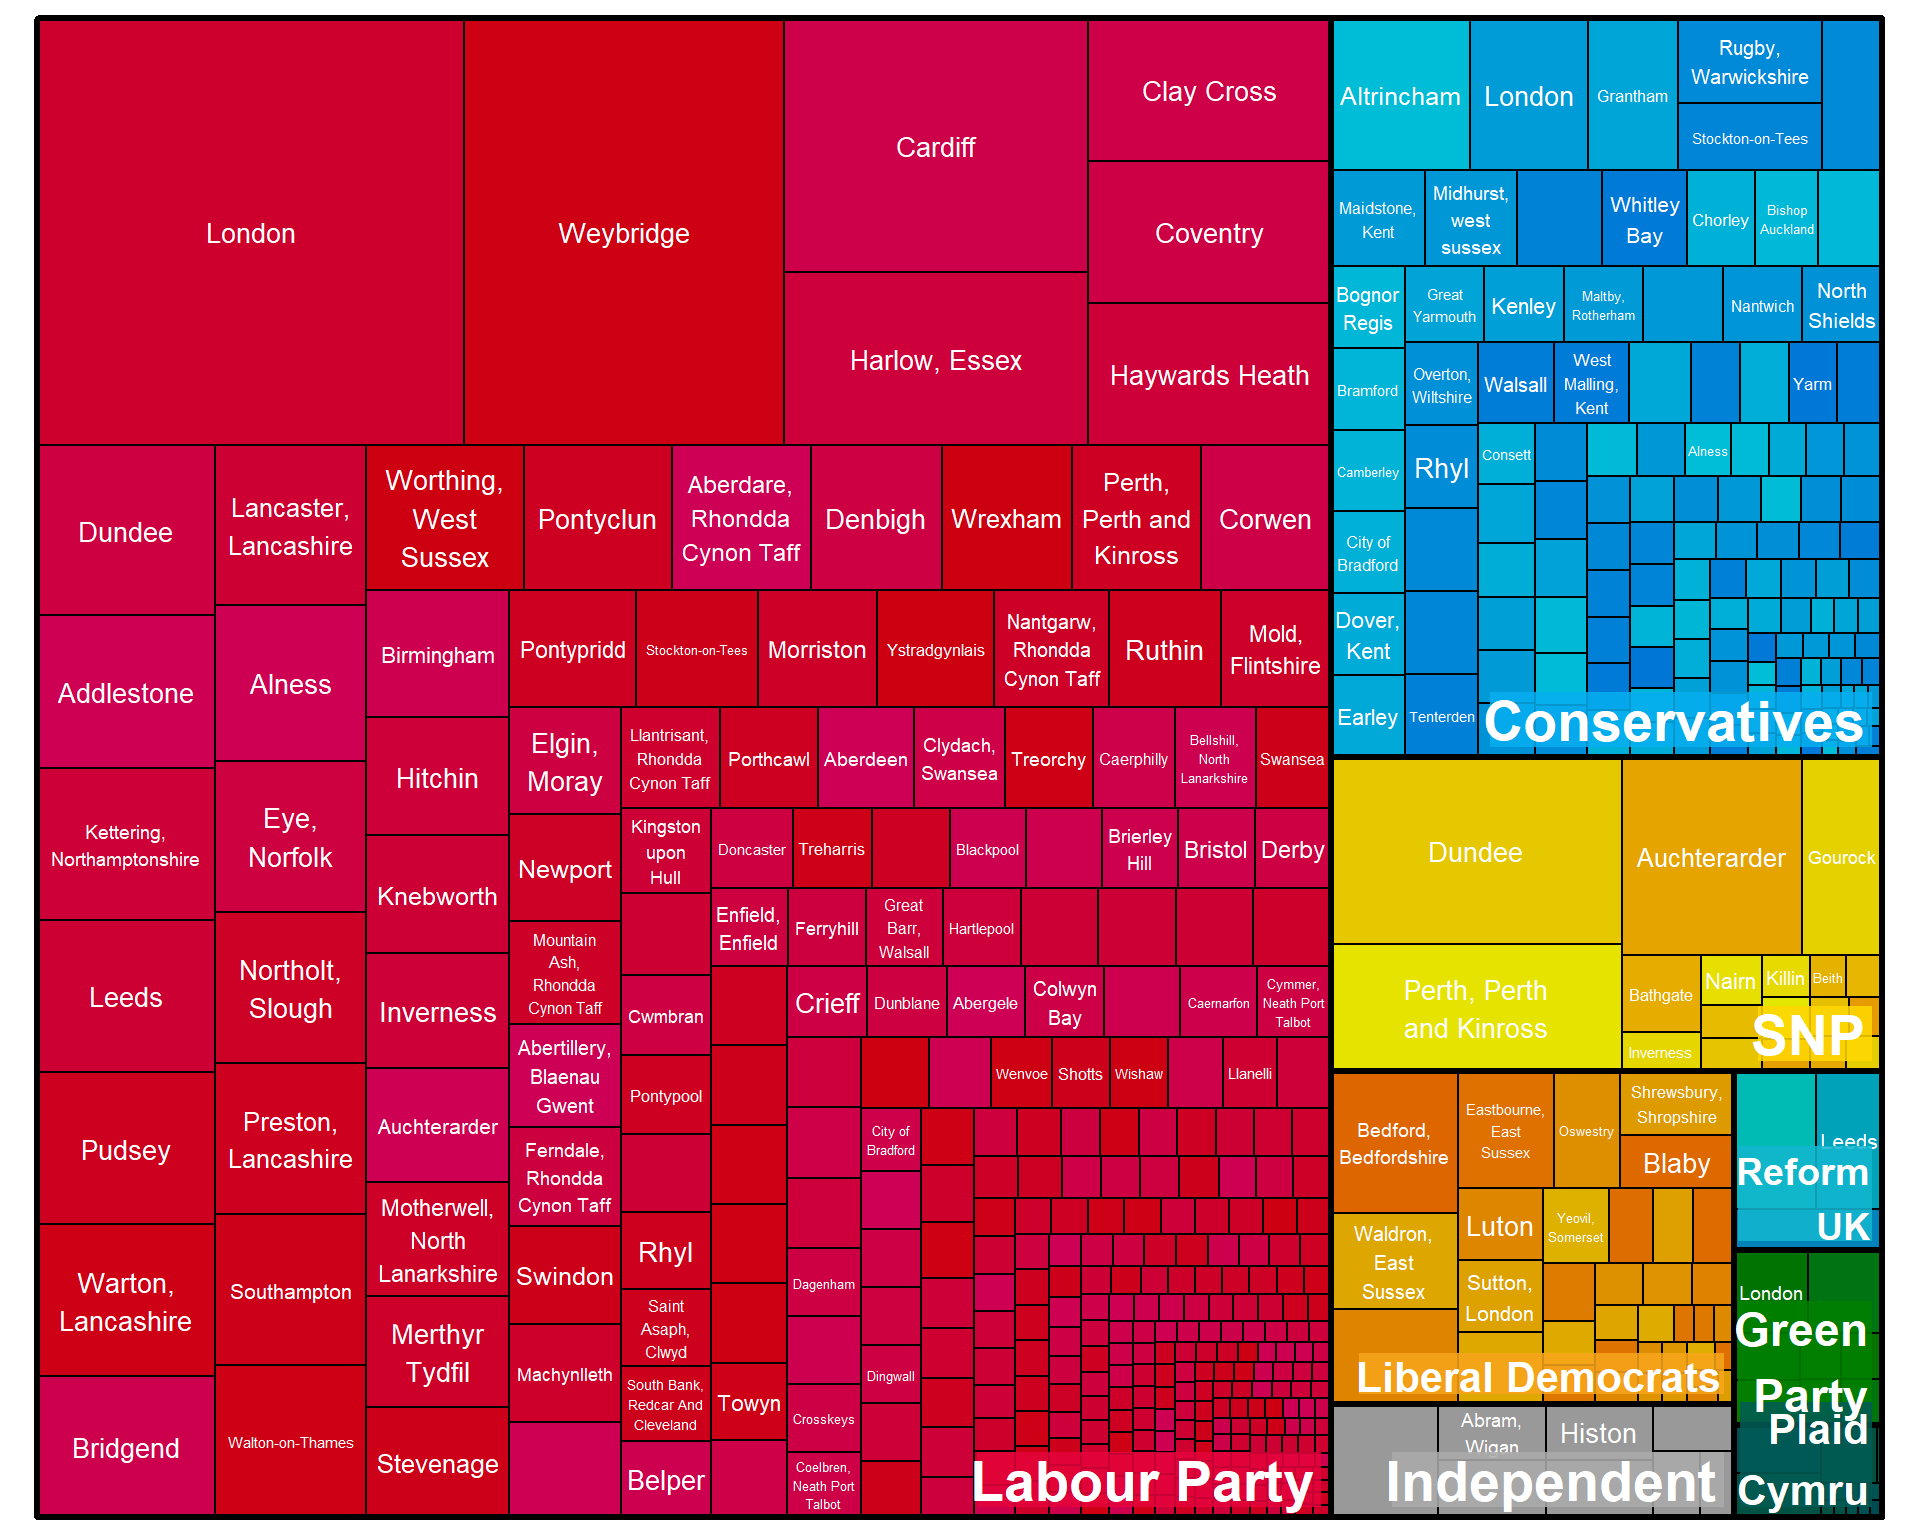 London
Weybridge
Cardiff
Harlow, Essex
Clay Cross
Coventry
Haywards Heath
Dundee
Addlestone
Kettering,
Northamptonshire
Leeds
Pudsey
Warton,
Lancashire
Bridgend
Lancaster,
Lancashire
Alness
Eye,
Norfolk
Northolt,
Slough
Preston,
Lancashire
Southampton
Walton-on-Thames
Worthing,
West
Sussex
Pontyclun
Aberdare,
Rhondda
Cynon Taff
Denbigh
Wrexham
Perth,
Perth and
Kinross
Corwen
Birmingham
Hitchin
Knebworth
Inverness
Auchterarder
Motherwell,
North
Lanarkshire
Merthyr
Tydfil
Stevenage
Pontypridd
Stockton-on-Tees
Morriston
Ystradgynlais
Nantgarw,
Rhondda
Cynon Taff
Ruthin
Mold,
Flintshire
Elgin,
Moray
Newport
Mountain
Ash,
Rhondda
Cynon Taff
Abertillery,
Blaenau
Gwent
Ferndale,
Rhondda
Cynon Taff
Swindon
Machynlleth
Llantrisant,
Rhondda
Cynon Taff
Porthcawl
Aberdeen
Clydach,
Swansea
Treorchy
Caerphilly
Bellshill,
North
Lanarkshire
Swansea
Kingston
upon
Hull
Cwmbran
Pontypool
Rhyl
Saint
Asaph,
Clwyd
South Bank,
Redcar And
Cleveland
Belper
Doncaster
Treharris
Blackpool
Brierley
Hill
Bristol
Derby
Enfield,
Enfield
Ferryhill
Great
Barr,
Walsall
Hartlepool
Towyn
Crieff
Dunblane
Abergele
Colwyn
Bay
Caernarfon
Cymmer,
Neath Port
Talbot
Dagenham
Crosskeys
Coelbren,
Neath Port
Talbot
Wenvoe
Shotts
Wishaw
Llanelli
City of
Bradford
Dingwall
Labour Party
Altrincham
London
Grantham
Rugby,
Warwickshire
Stockton-on-Tees
Maidstone,
Kent
Midhurst,
west
sussex
Whitley
Bay
Chorley
Bishop
Auckland
Bognor
Regis
Bramford
Camberley
City of
Bradford
Dover,
Kent
Earley
Great
Yarmouth
Kenley
Maltby,
Rotherham
Nantwich
North
Shields
Overton,
Wiltshire
Rhyl
Tenterden
Walsall
West
Malling,
Kent
Yarm
Consett
Alness
Conservatives
Dundee
Perth, Perth
and Kinross
Auchterarder
Gourock
Bathgate
Inverness
Nairn
Killin
Beith
SNP
Bedford,
Bedfordshire
Waldron,
East
Sussex
Eastbourne,
East
Sussex
Oswestry
Shrewsbury,
Shropshire
Blaby
Luton
Sutton,
London
Yeovil,
Somerset
Liberal Democrats
Leeds
Reform
UK
London
Green
Party
Abram,
Wigan
Histon
Independent
Plaid
Cymru